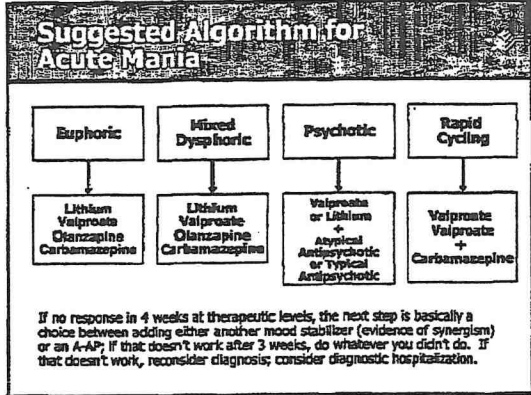 Suggested Algorithm for
Acute Mania
Euphoric
Mixed
Dysphoric
Psychotic
Rapid
Cycling
Lithium
Valproate
Olanzapine
Carbamazepine
Lithium
Valproate
Olanzapine
Carbamazepine
Valproate
or Lithium
+
Atypical
Antipsychotic
or Typical
Antipsychotic
Valproate
Valproate
+
Carbamazepine
If no response in 4 weeks at therapeutic levels, the next step is basically a
choice between adding either another mood stabilizer (evidence of synergism)
or an A-AP; if that doesn't work after 3 weeks, do whatever you didn't do. If
that doesn't work, reconsider diagnosis; consider diagnostic hospitalization.